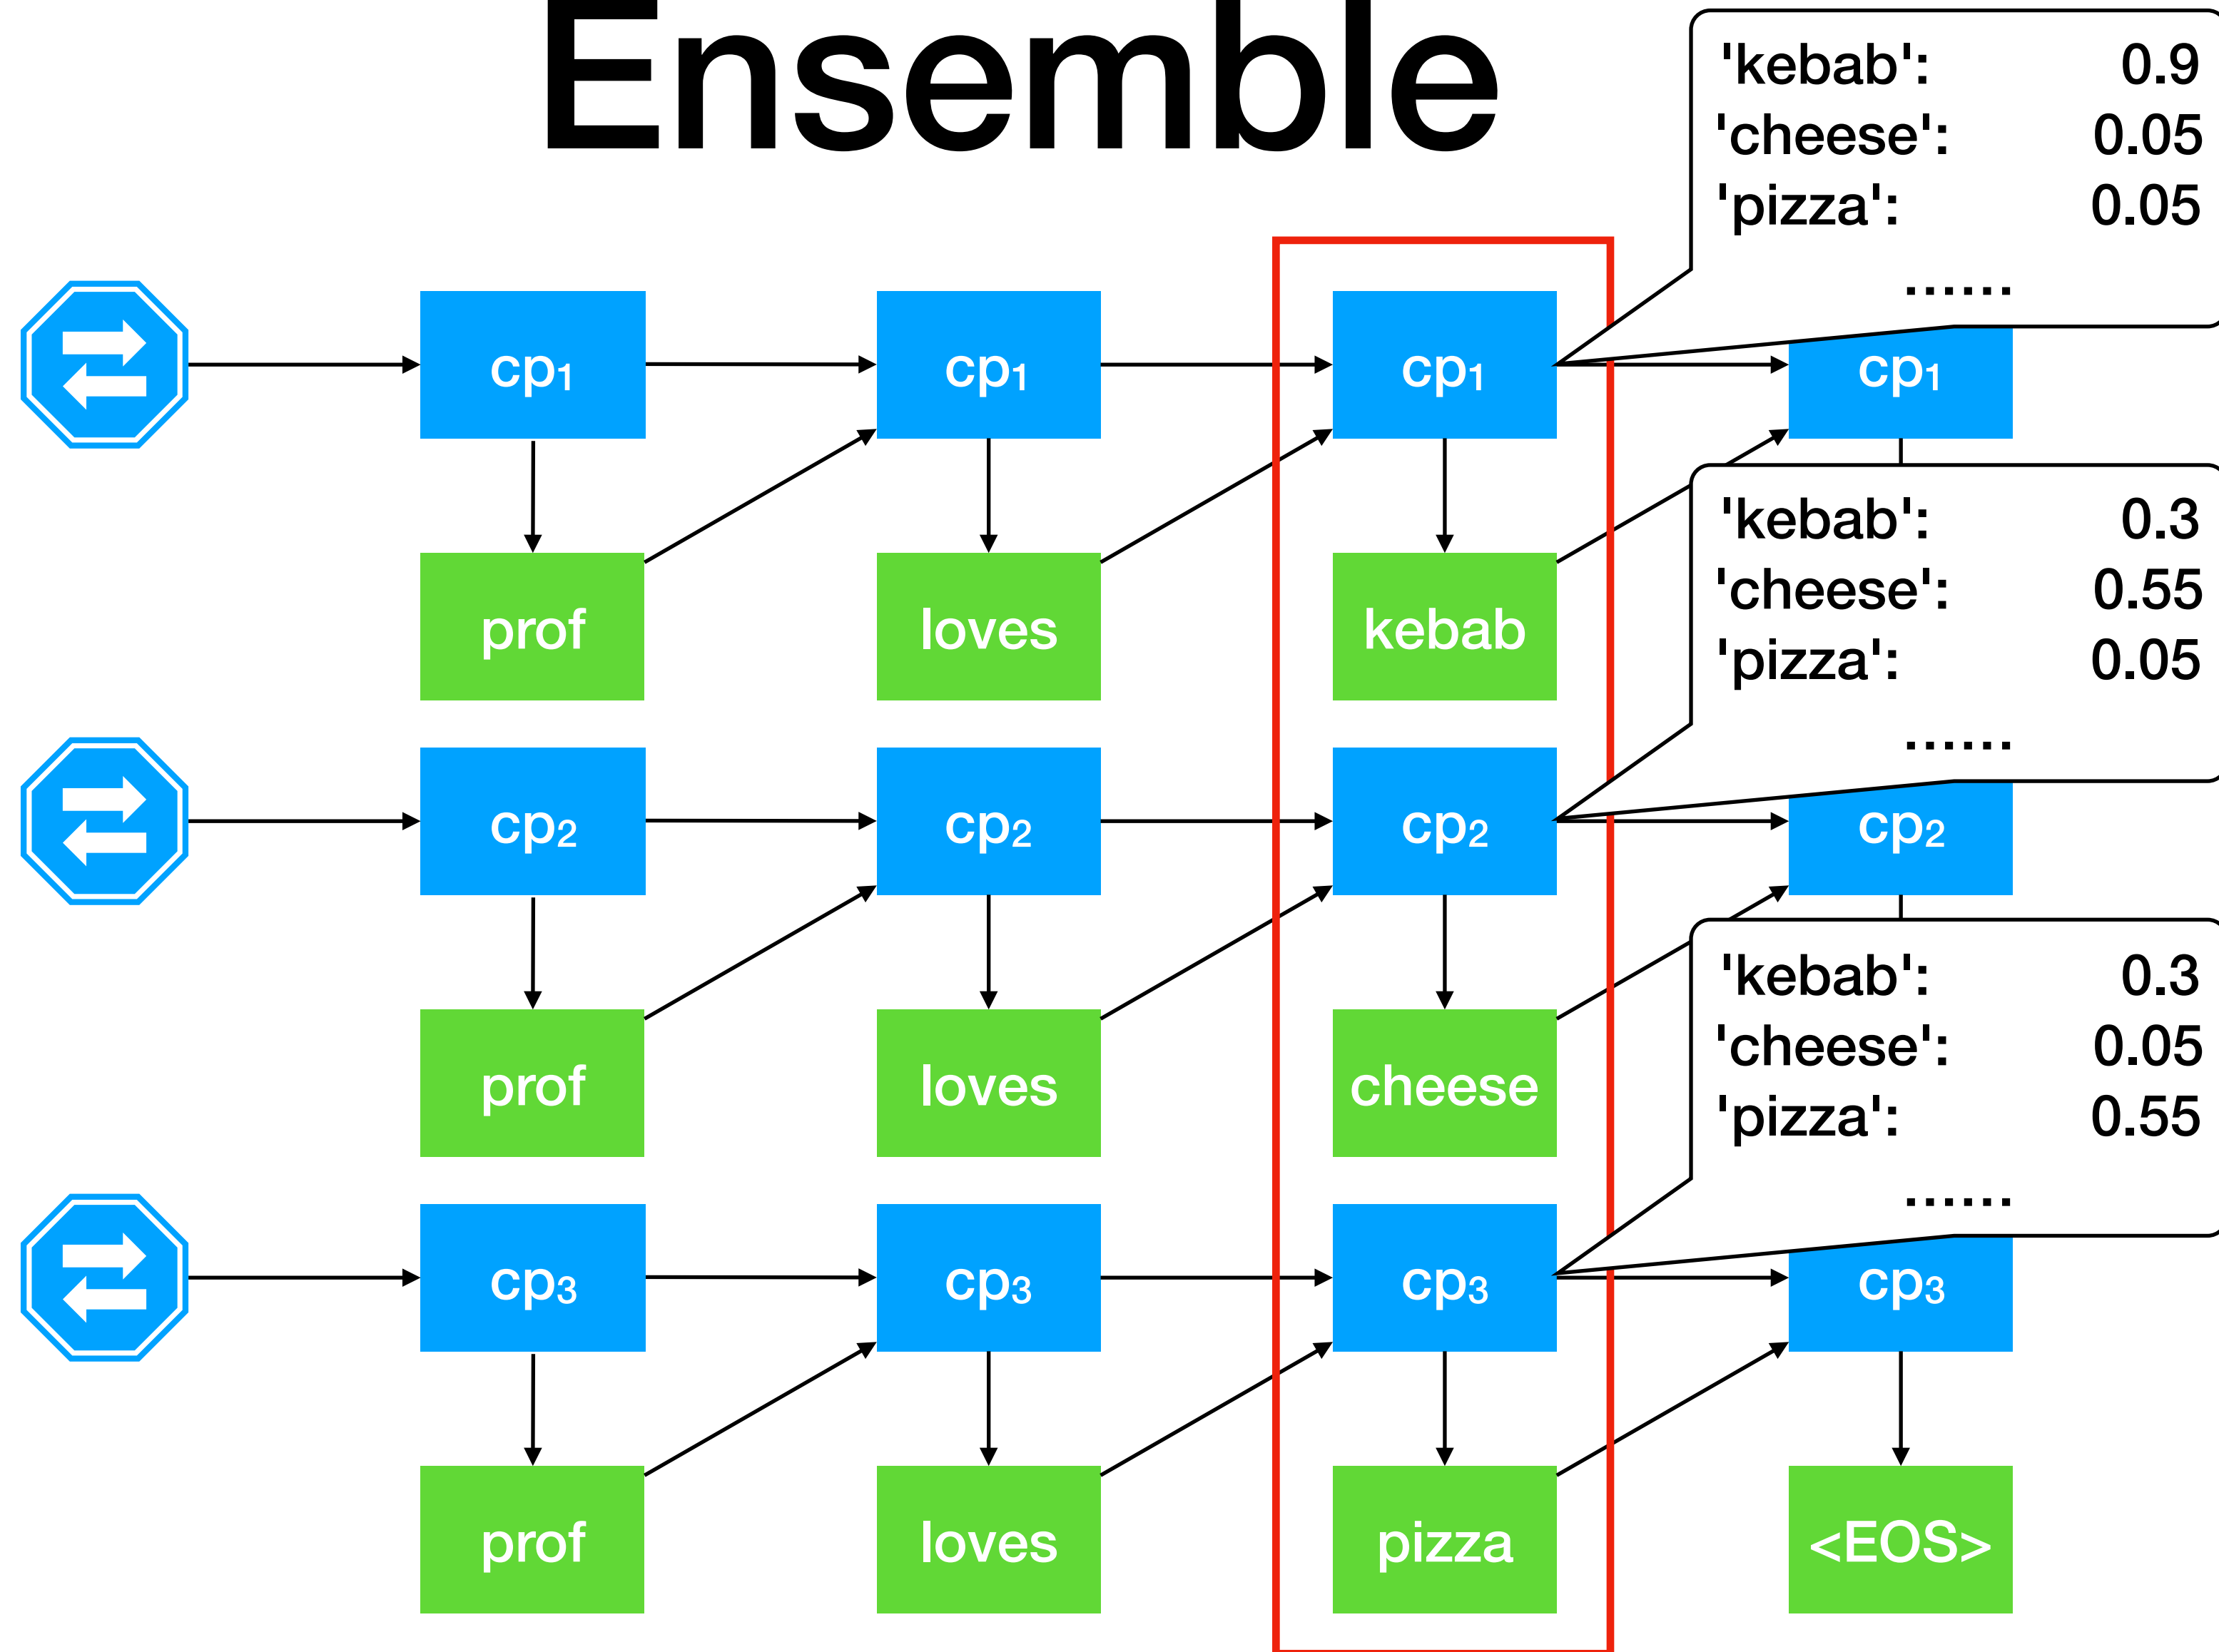 Ensemble
'kebab': 0.9
'cheese': 0.05
'pizza': 0.05
......
cp₁ cp₁ cp₁ cp₁
prof loves kebab
'kebab': 0.3
'cheese': 0.55
'pizza': 0.05
......
cp₂ cp₂ cp₂ cp₂
prof loves cheese
'kebab': 0.3
'cheese': 0.05
'pizza': 0.55
......
cp₃ cp₃ cp₃ cp₃
prof loves pizza <EOS>